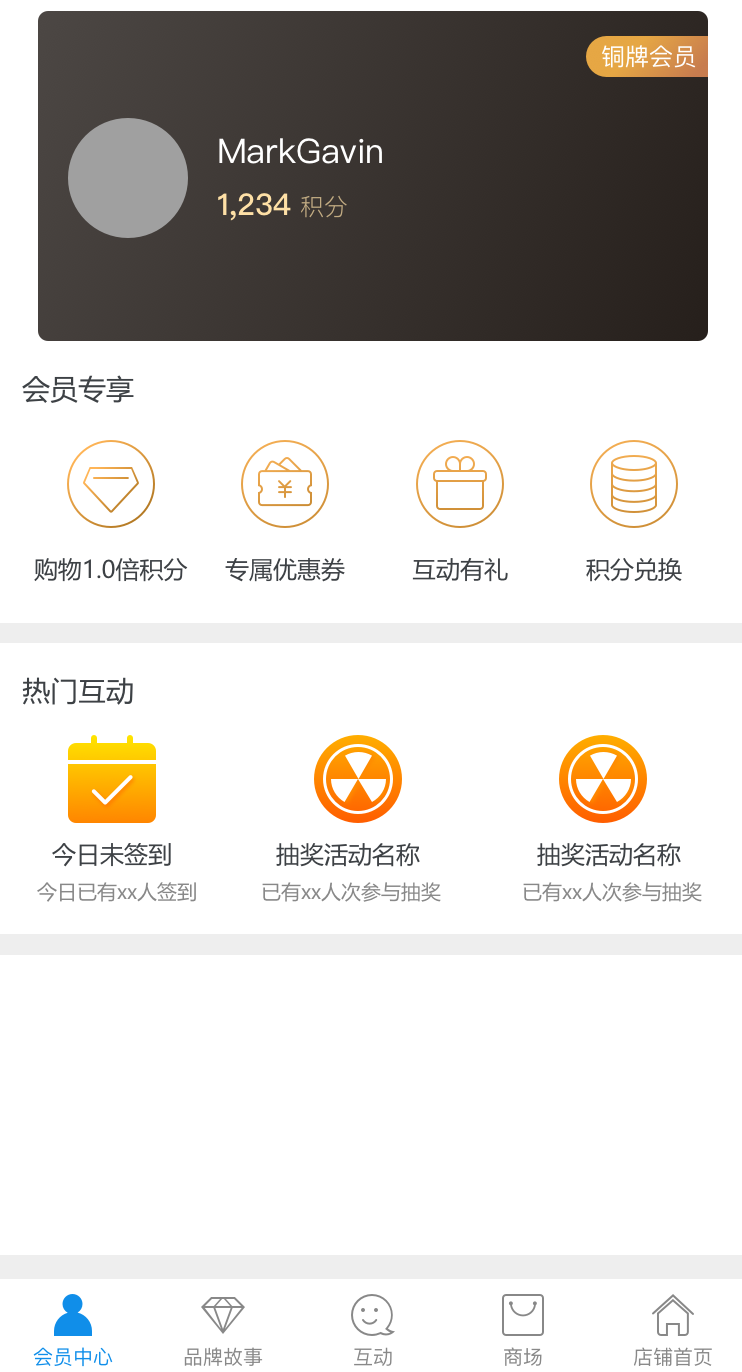 铜牌会员
MarkGavin
1,234 积分
会员专享
购物1.0倍积分 专属优惠券 互动有礼 积分兑换
热门互动
今日未签到 抽奖活动名称 抽奖活动名称
今日已有xx人签到 已有xx人次参与抽奖 已有xx人次参与抽奖
会员中心 品牌故事 互动 商场 店铺首页